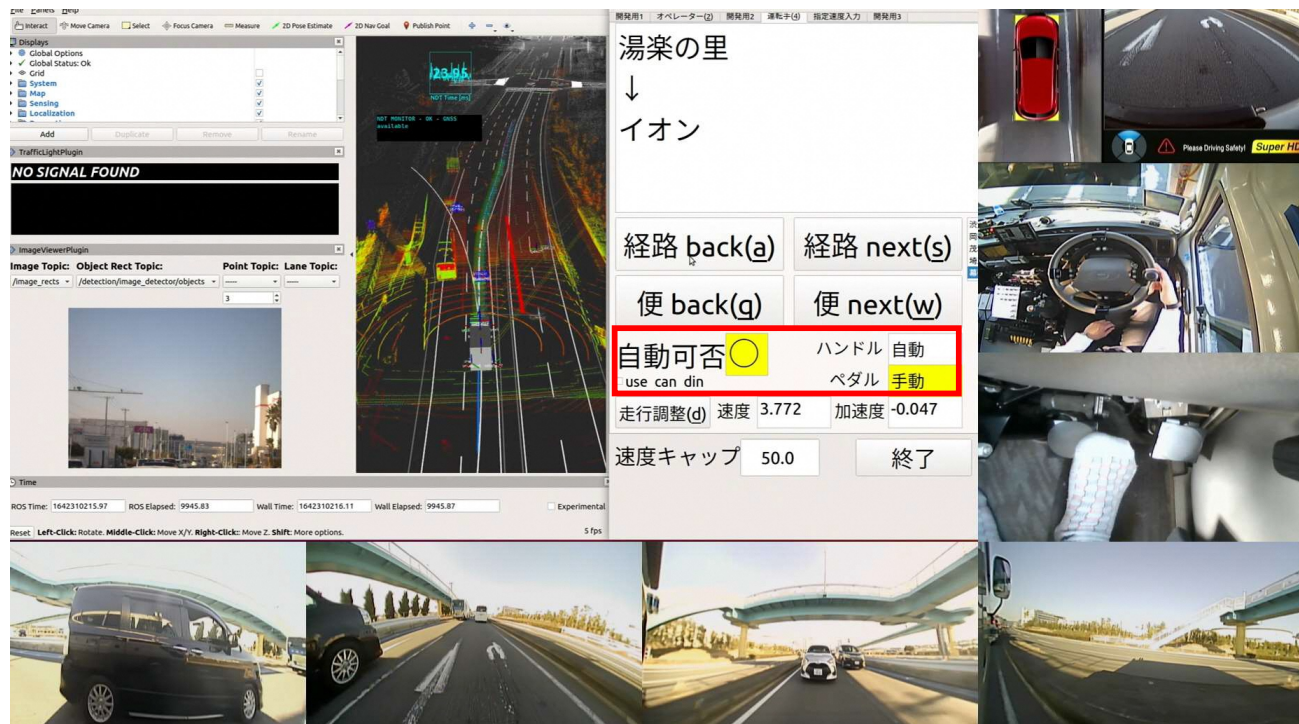 File Panels Help
Interact Move Camera Select Focus Camera Measure 2D Pose Estimate 2D Nav Goal Publish Point
Displays
Global Options
Global Status: Ok
Grid
System
Map
Sensing
Localization
Add Duplicate Remove Rename
TrafficLightPlugin
NO SIGNAL FOUND
ImageViewerPlugin
Image Topic: Object Rect Topic: Point Topic: Lane Topic:
/image_rects /detection/image_detector/objects ----- -----
3
23.95
NDT Time [ms]
NDT MONITOR - OK - GNSS
available
Time
ROS Time: 1642310215.97 ROS Elapsed: 9945.83 Wall Time: 1642310216.11 Wall Elapsed: 9945.87 Experimental
Reset Left-Click: Rotate. Middle-Click: Move X/Y. Right-Click: Move Z. Shift: More options. 5 fps
開発用1 オペレーター(2) 開発用2 運転手(4) 指定速度入力 開発用3
湯楽の里
↓
イオン
経路 back(a) 経路 next(s)
便 back(q) 便 next(w)
自動可否 ○ ハンドル 自動
use can din ペダル 手動
走行調整(d) 速度 3.772 加速度 -0.047
速度キャップ 50.0 終了
Please Driving Safety! Super HD